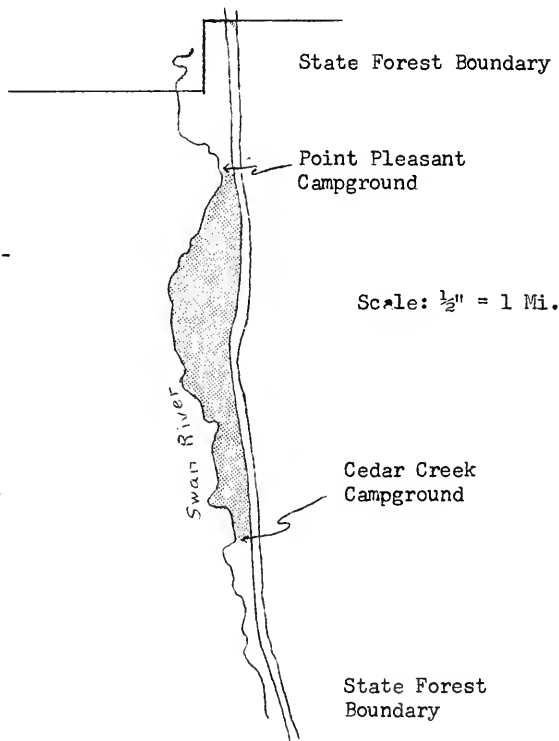 State Forest Boundary
Point Pleasant
Campground
Scale: ½" = 1 Mi.
Swan River
Cedar Creek
Campground
State Forest
Boundary